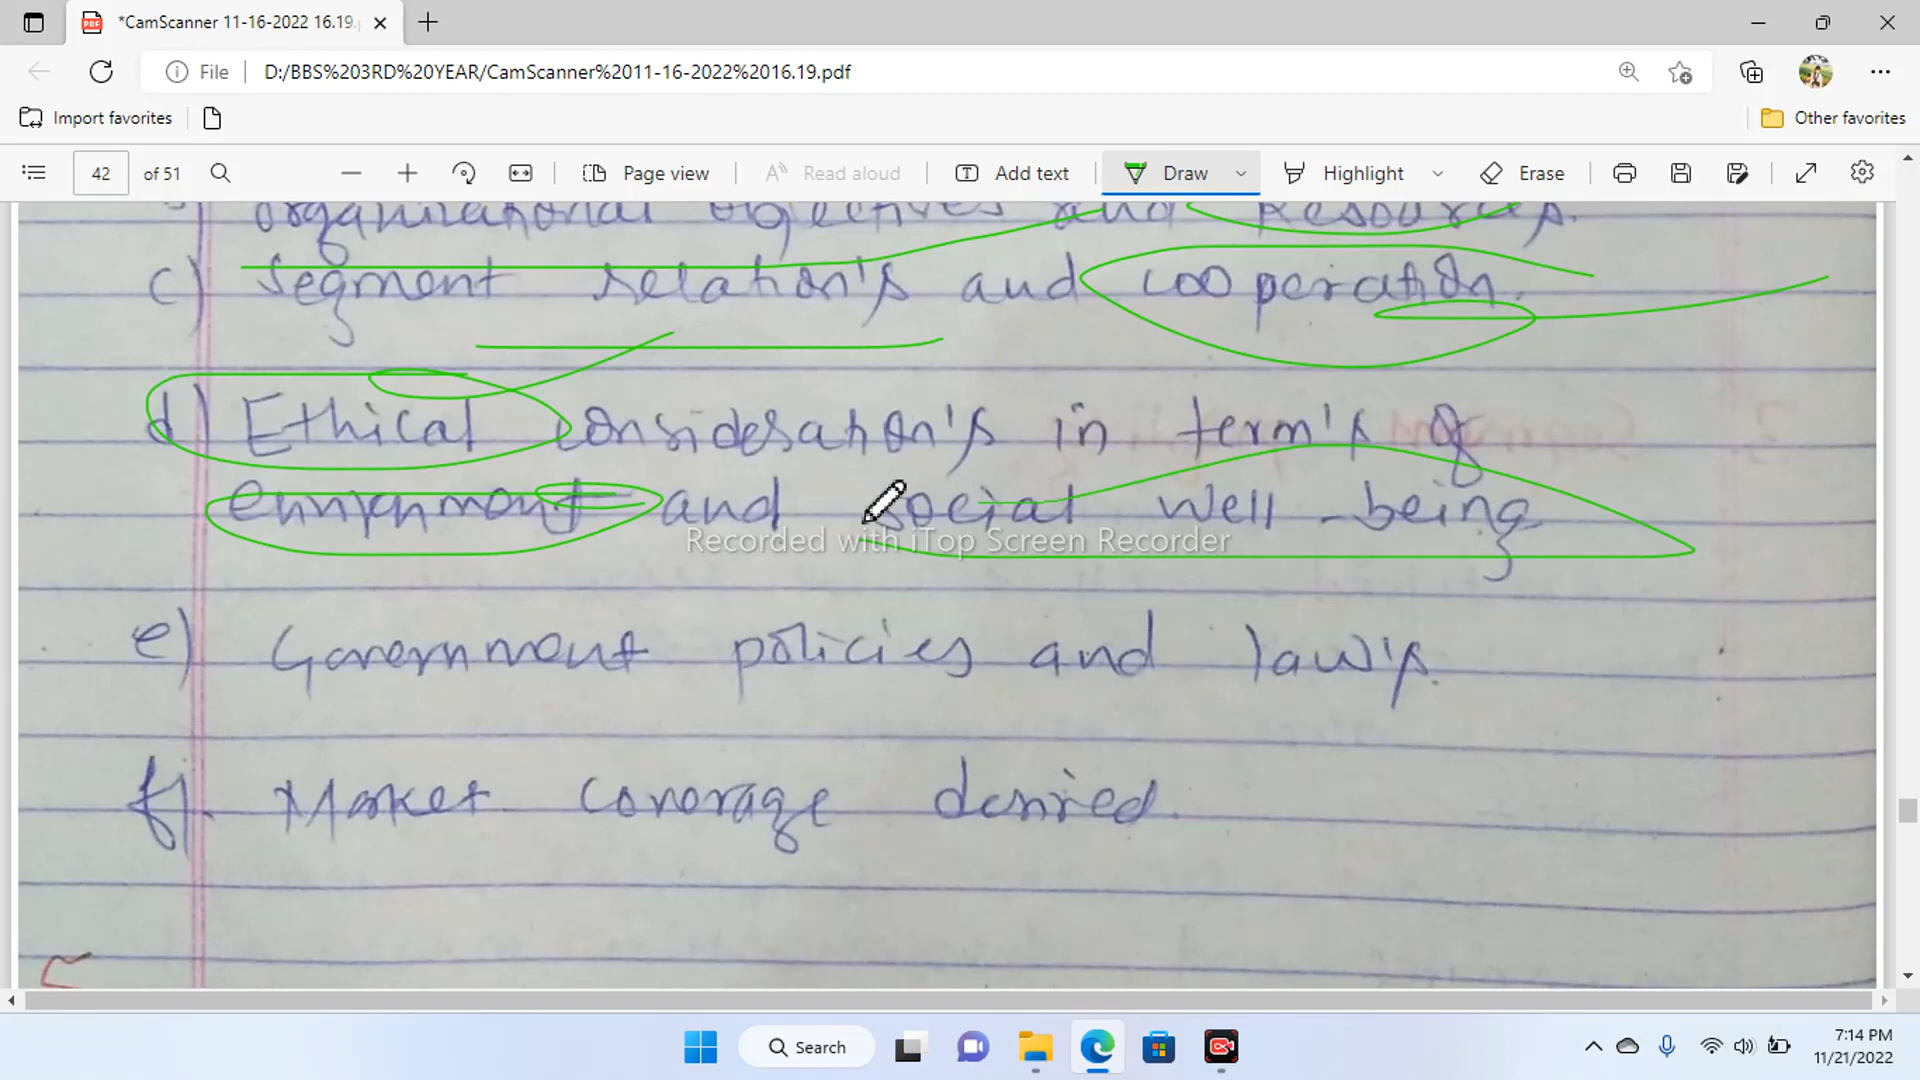 *CamScanner 11-16-2022 16.19.
File D:/BBS%203RD%20YEAR/CamScanner%2011-16-2022%2016.19.pdf
Import favorites Other favorites
42 of 51 Page view Read aloud Add text Draw Highlight Erase
organizational objectives and Resources.
c) Segment relation's and cooperation.
d) Ethical consideration's in term's of
and social well-being
Recorded with iTop Screen Recorder
e) Government policies and law's.
f) Market coverage desired.
Search
7:14 PM
11/21/2022